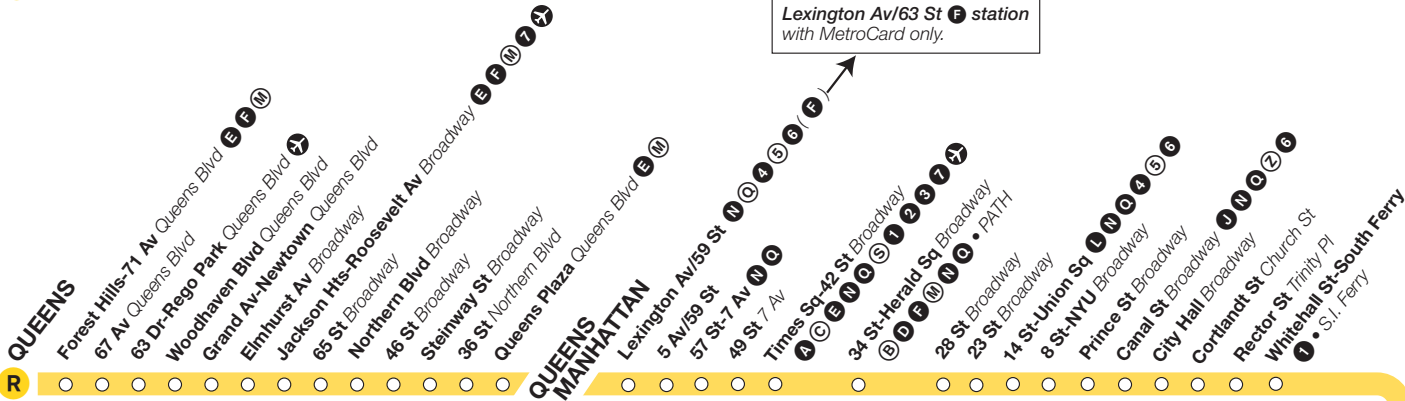 Lexington Av/63 St F station
with MetroCard only.
QUEENS
Forest Hills-71 Av Queens Blvd E F M
67 Av Queens Blvd
63 Dr-Rego Park Queens Blvd
Woodhaven Blvd Queens Blvd
Grand Av-Newtown Queens Blvd
Elmhurst Av Broadway
Jackson Hts-Roosevelt Av Broadway E F M 7
65 St Broadway
Northern Blvd Broadway
46 St Broadway
Steinway St Broadway
36 St Northern Blvd
Queens Plaza Queens Blvd E M
QUEENS
MANHATTAN
Lexington Av/59 St N Q 4 5 6 ( F )
5 Av/59 St
57 St-7 Av N Q
49 St 7 Av
Times Sq-42 St Broadway
A C E N Q S 1 2 3 7
34 St-Herald Sq Broadway
B D F M N Q • PATH
28 St Broadway
23 St Broadway
14 St-Union Sq L N Q 4 5 6
8 St-NYU Broadway
Prince St Broadway
Canal St Broadway J N Q Z 6
City Hall Broadway
Cortlandt St Church St
Rector St Trinity Pl
Whitehall St-South Ferry
1 • S.I. Ferry
R